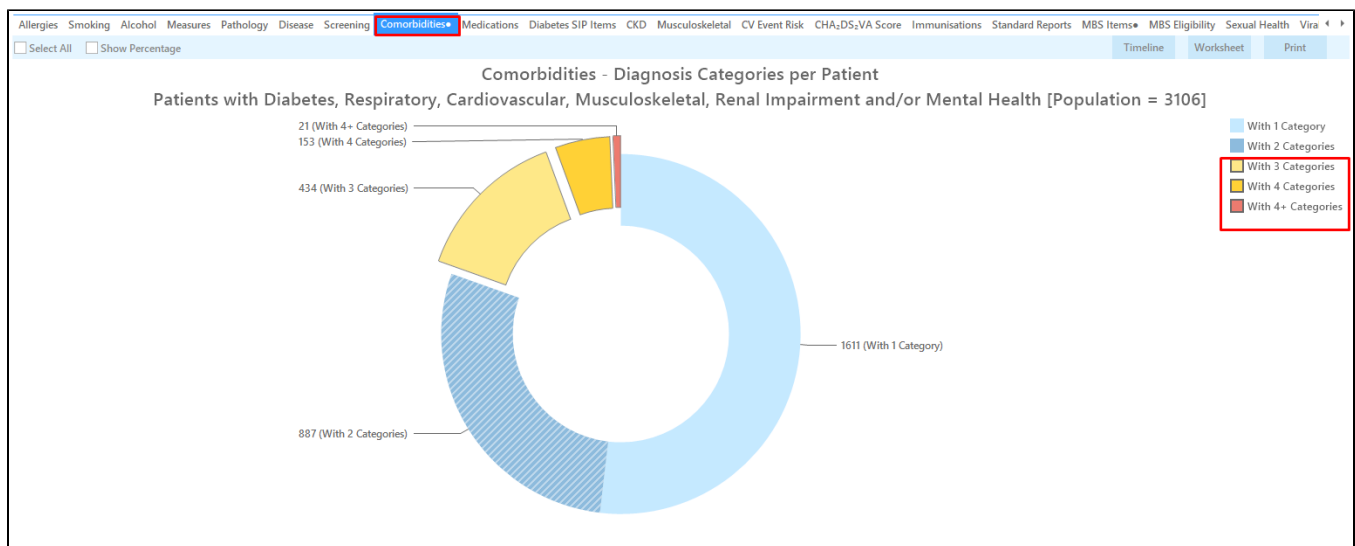 Allergies Smoking Alcohol Measures Pathology Disease Screening Comorbidities• Medications Diabetes SIP Items CKD Musculoskeletal CV Event Risk CHA₂DS₂VA Score Immunisations Standard Reports MBS Items• MBS Eligibility Sexual Health Viral
Select All Show Percentage Timeline Worksheet Print
Comorbidities - Diagnosis Categories per Patient
Patients with Diabetes, Respiratory, Cardiovascular, Musculoskeletal, Renal Impairment and/or Mental Health [Population = 3106]
21 (With 4+ Categories)
153 (With 4 Categories)
434 (With 3 Categories)
887 (With 2 Categories)
1611 (With 1 Category)
With 1 Category
With 2 Categories
With 3 Categories
With 4 Categories
With 4+ Categories